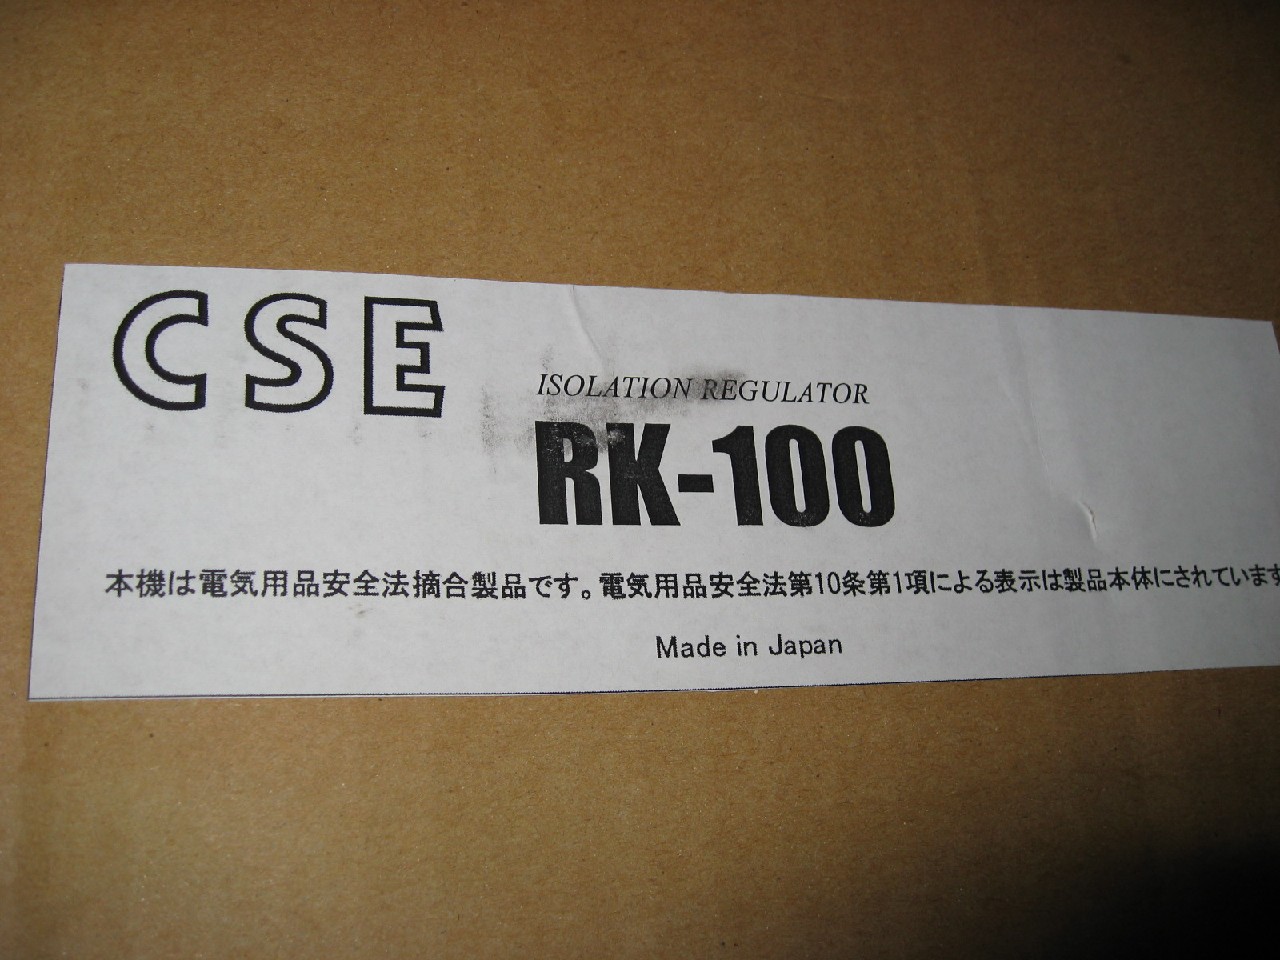 CSE
ISOLATION REGULATOR
RK-100
本機は電気用品安全法摘合製品です。電気用品安全法第10条第1項による表示は製品本体にされています
Made in Japan